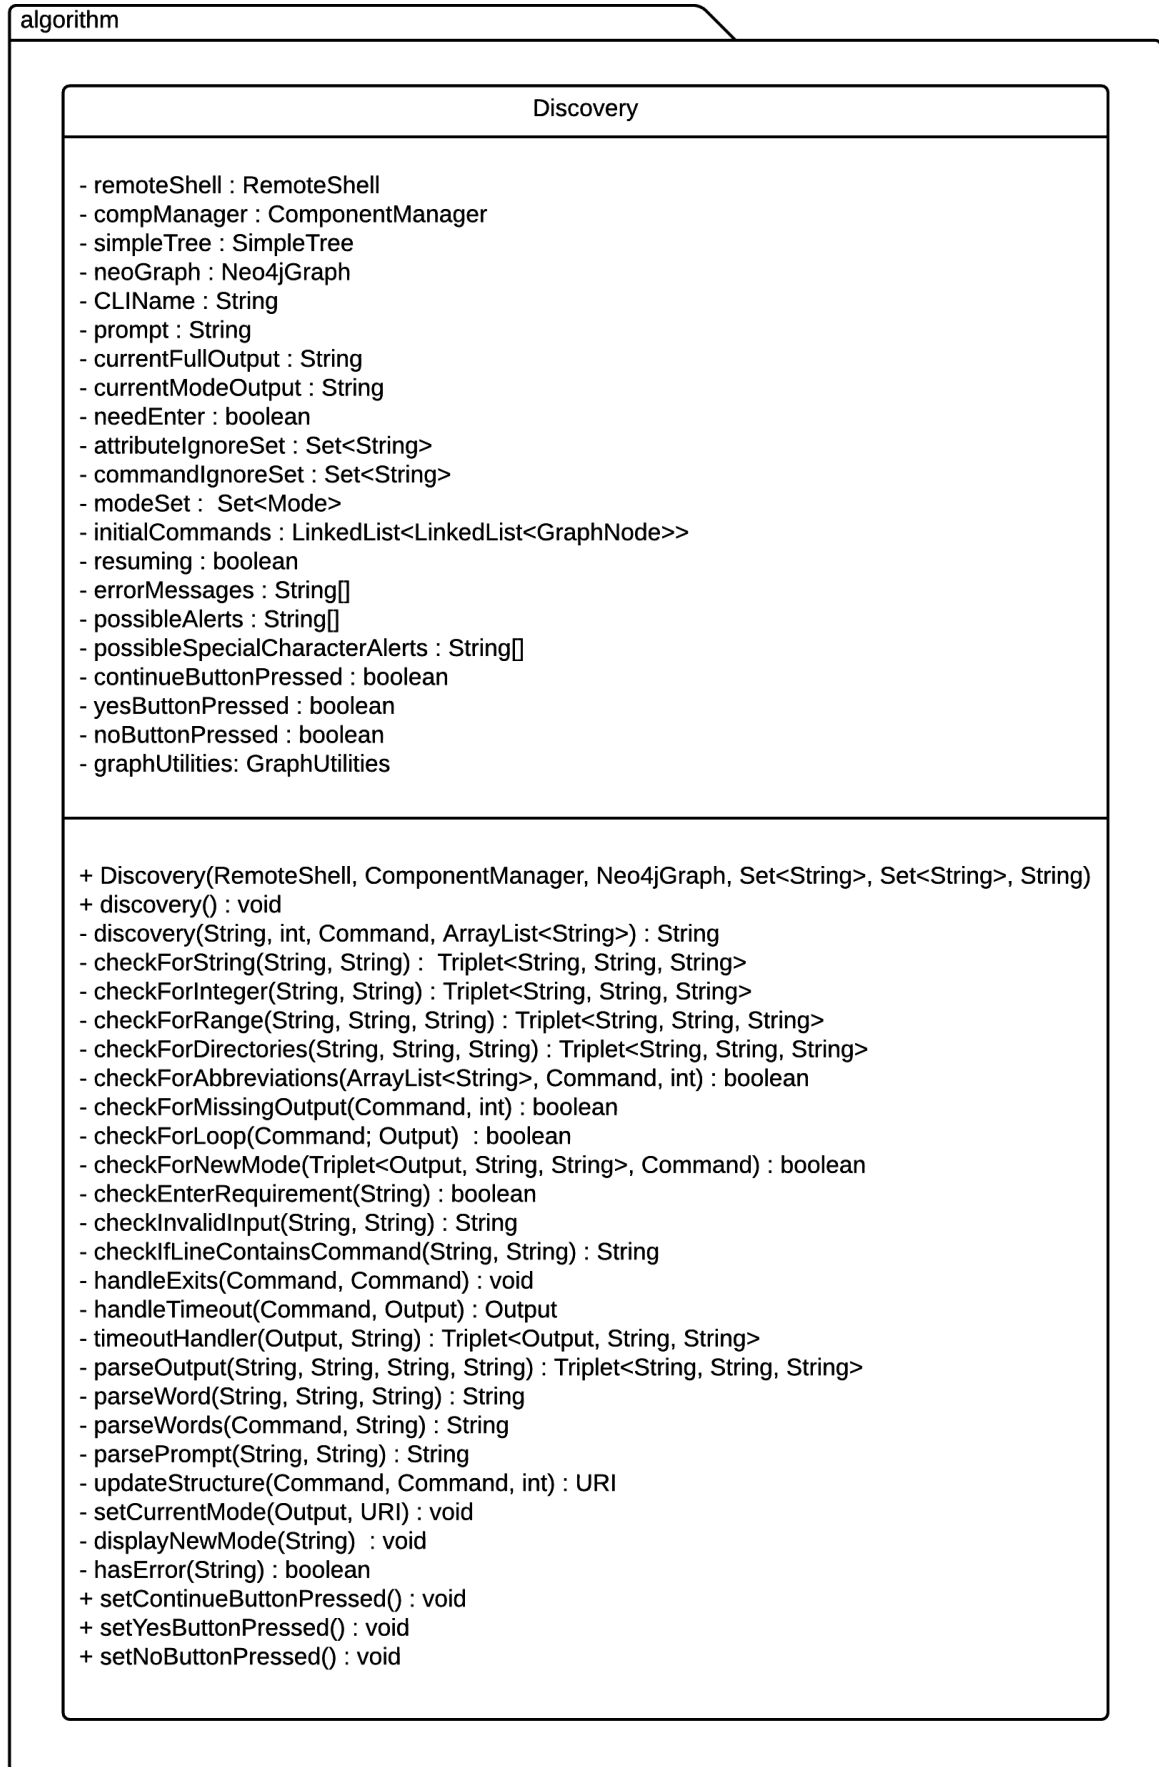 algorithm
Discovery
- remoteShell : RemoteShell
- compManager : ComponentManager
- simpleTree : SimpleTree
- neoGraph : Neo4jGraph
- CLIName : String
- prompt : String
- currentFullOutput : String
- currentModeOutput : String
- needEnter : boolean
- attributeIgnoreSet : Set<String>
- commandIgnoreSet : Set<String>
- modeSet :  Set<Mode>
- initialCommands : LinkedList<LinkedList<GraphNode>>
- resuming : boolean
- errorMessages : String[]
- possibleAlerts : String[]
- possibleSpecialCharacterAlerts : String[]
- continueButtonPressed : boolean
- yesButtonPressed : boolean
- noButtonPressed : boolean
- graphUtilities: GraphUtilities
+ Discovery(RemoteShell, ComponentManager, Neo4jGraph, Set<String>, Set<String>, String)
+ discovery() : void
- discovery(String, int, Command, ArrayList<String>) : String
- checkForString(String, String) :  Triplet<String, String, String>
- checkForInteger(String, String) : Triplet<String, String, String>
- checkForRange(String, String, String) : Triplet<String, String, String>
- checkForDirectories(String, String, String) : Triplet<String, String, String>
- checkForAbbreviations(ArrayList<String>, Command, int) : boolean
- checkForMissingOutput(Command, int) : boolean
- checkForLoop(Command; Output)  : boolean
- checkForNewMode(Triplet<Output, String, String>, Command) : boolean
- checkEnterRequirement(String) : boolean
- checkInvalidInput(String, String) : String
- checkIfLineContainsCommand(String, String) : String
- handleExits(Command, Command) : void
- handleTimeout(Command, Output) : Output
- timeoutHandler(Output, String) : Triplet<Output, String, String>
- parseOutput(String, String, String, String) : Triplet<String, String, String>
- parseWord(String, String, String) : String
- parseWords(Command, String) : String
- parsePrompt(String, String) : String
- updateStructure(Command, Command, int) : URI
- setCurrentMode(Output, URI) : void
- displayNewMode(String)  : void
- hasError(String) : boolean
+ setContinueButtonPressed() : void
+ setYesButtonPressed() : void
+ setNoButtonPressed() : void